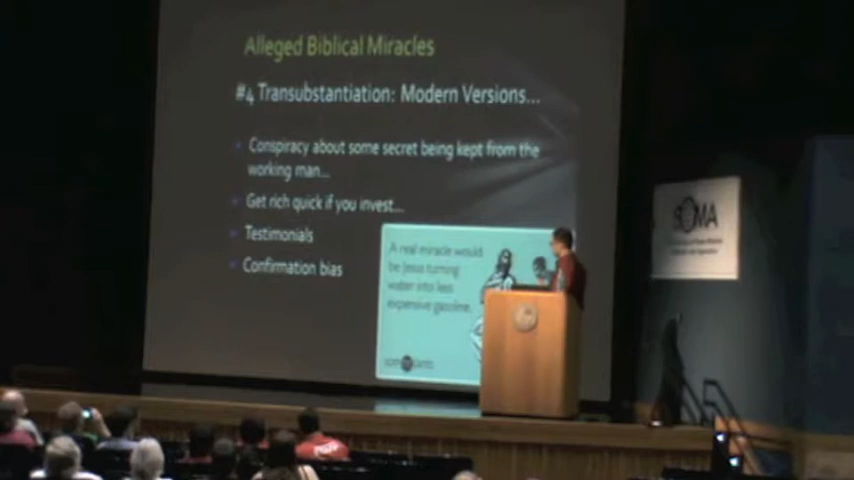 Alleged Biblical Miracles
#4 Transubstantiation: Modern Versions...
Conspiracy about some secret being kept from the
working man...
Get rich quick if you invest...
Testimonials
Confirmation bias
A real miracle would
be Jesus turning
water into less
expensive gasoline.